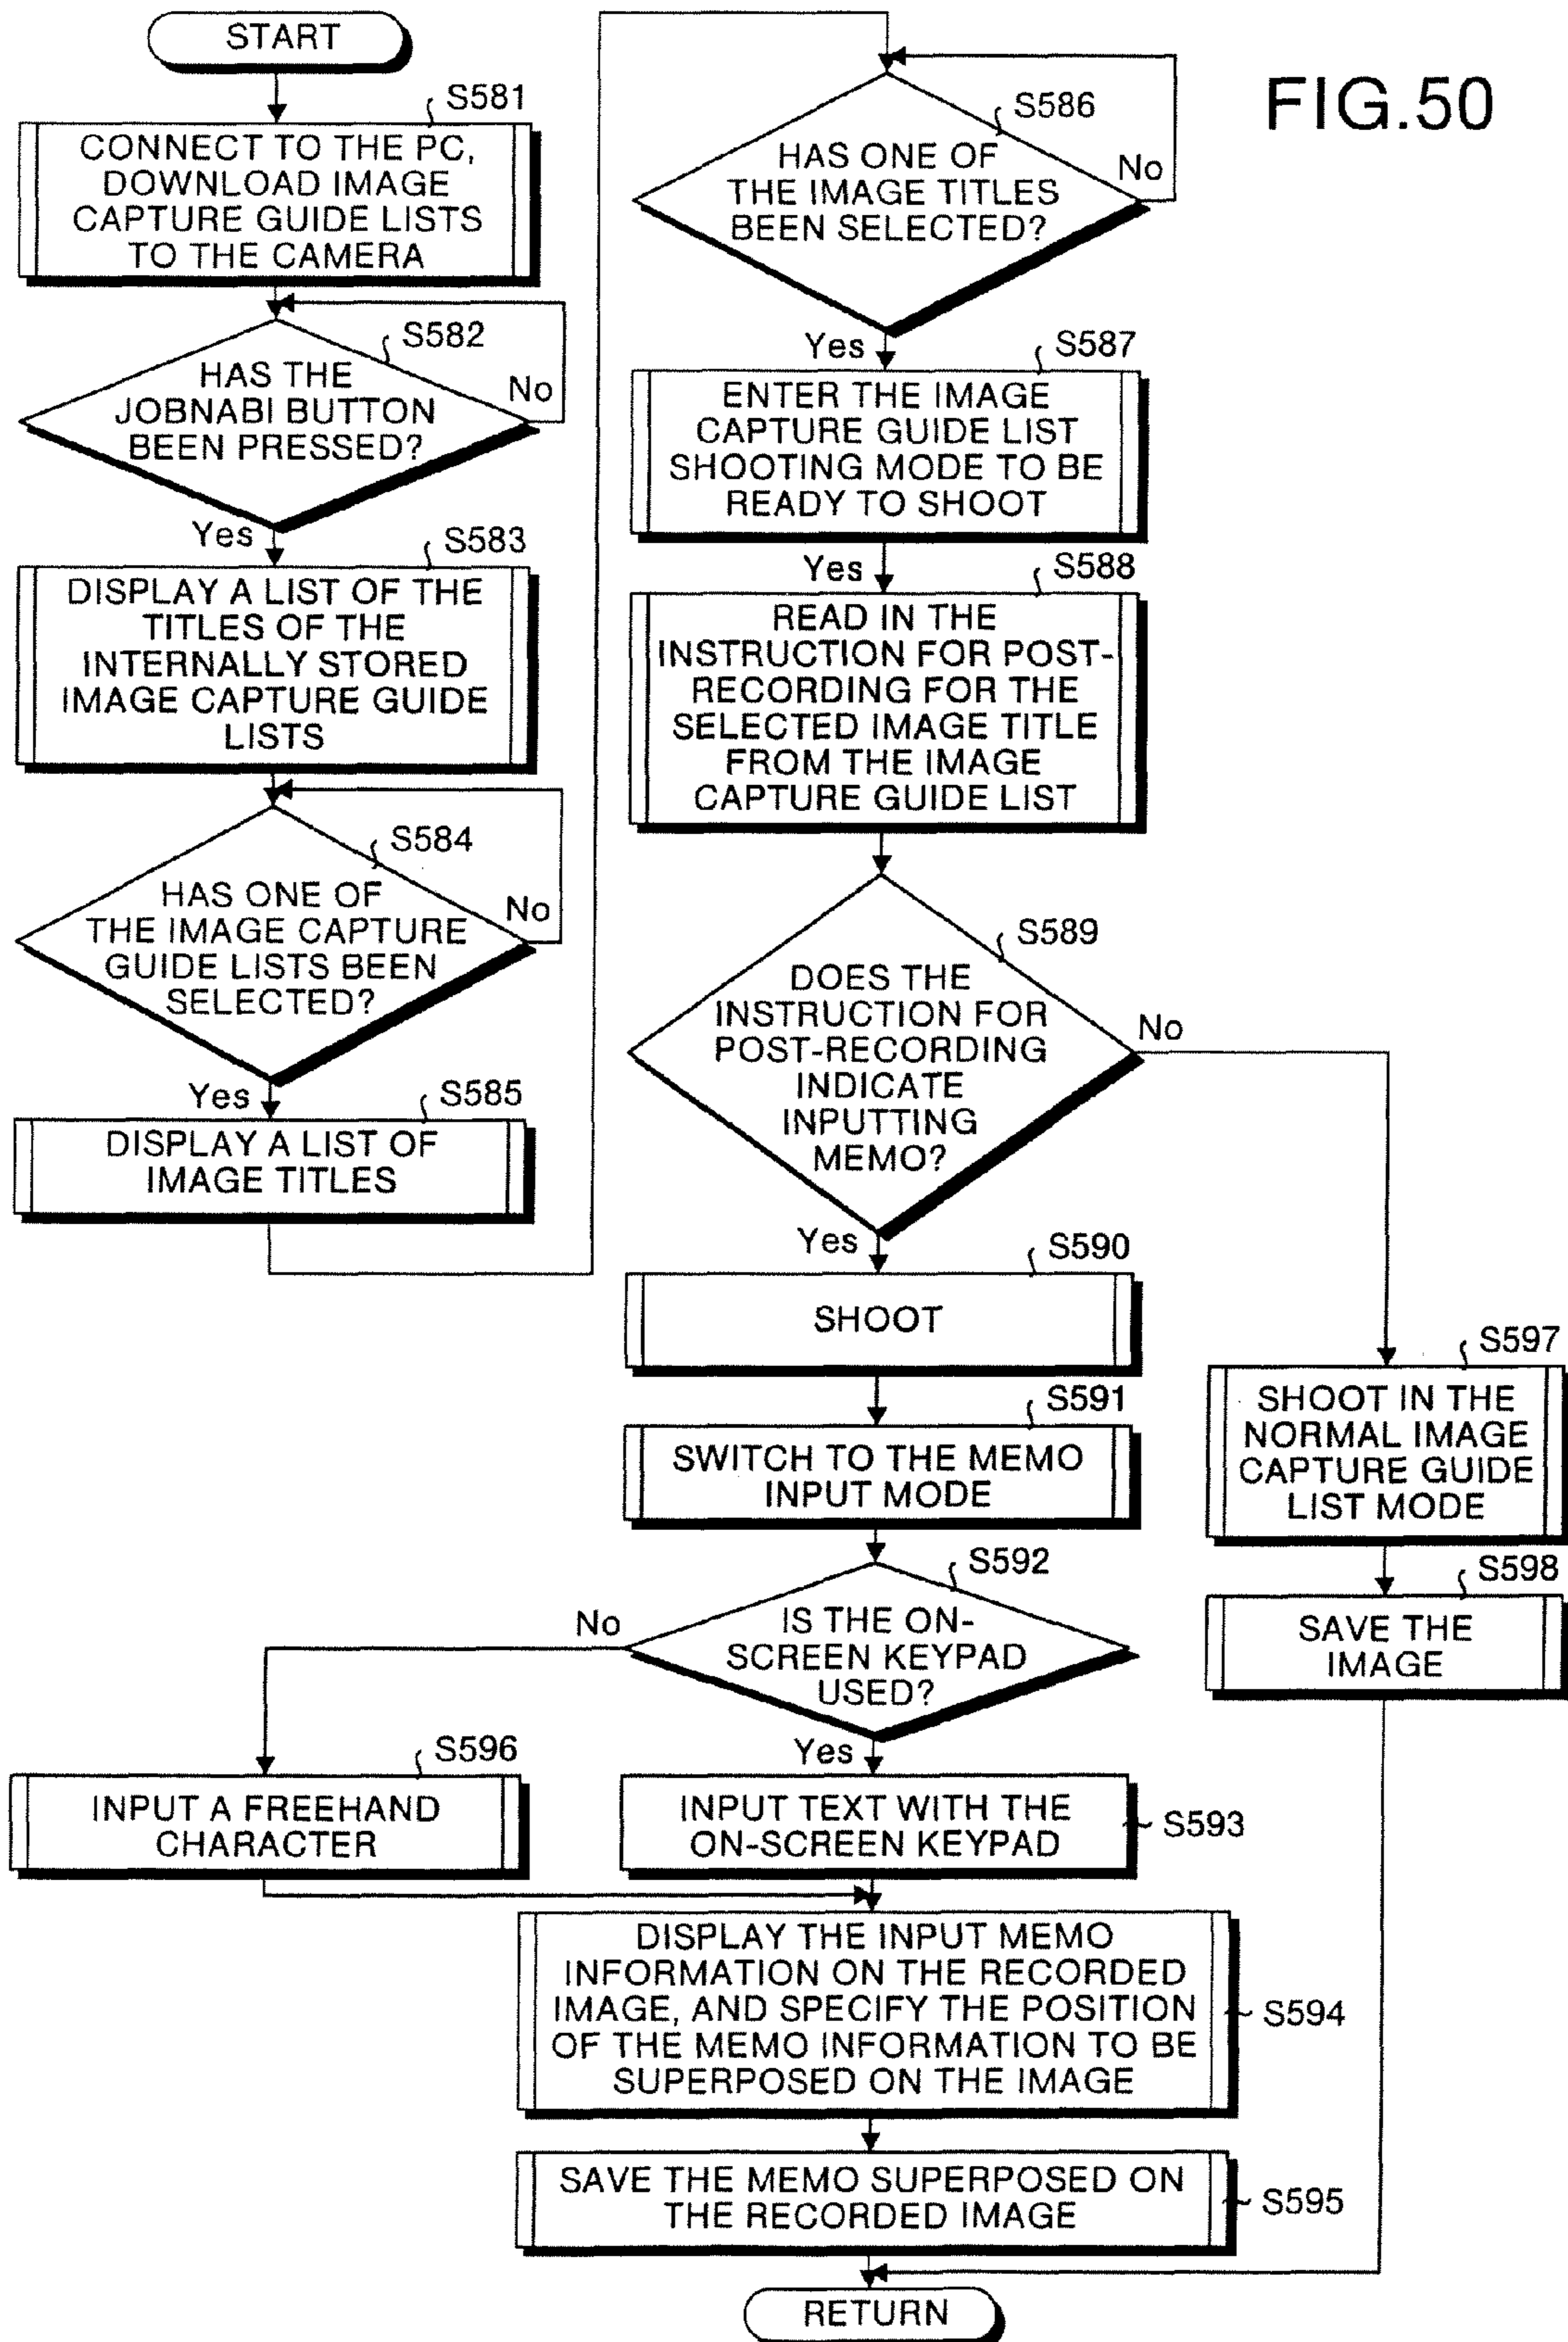 FIG.50
START
S581
CONNECT TO THE PC,
DOWNLOAD IMAGE
CAPTURE GUIDE LISTS
TO THE CAMERA
S582
HAS THE
JOBNABI BUTTON
BEEN PRESSED?
No
Yes
S583
DISPLAY A LIST OF THE
TITLES OF THE
INTERNALLY STORED
IMAGE CAPTURE GUIDE
LISTS
S584
HAS ONE OF
THE IMAGE CAPTURE
GUIDE LISTS BEEN
SELECTED?
No
Yes
S585
DISPLAY A LIST OF
IMAGE TITLES
S586
HAS ONE OF
THE IMAGE TITLES
BEEN SELECTED?
No
Yes
S587
ENTER THE IMAGE
CAPTURE GUIDE LIST
SHOOTING MODE TO BE
READY TO SHOOT
Yes
S588
READ IN THE
INSTRUCTION FOR POST-
RECORDING FOR THE
SELECTED IMAGE TITLE
FROM THE IMAGE
CAPTURE GUIDE LIST
S589
DOES THE
INSTRUCTION FOR
POST-RECORDING
INDICATE
INPUTTING
MEMO?
No
Yes
S590
SHOOT
S591
SWITCH TO THE MEMO
INPUT MODE
S592
IS THE ON-
SCREEN KEYPAD
USED?
No
Yes
S596
INPUT A FREEHAND
CHARACTER
INPUT TEXT WITH THE
ON-SCREEN KEYPAD
S593
DISPLAY THE INPUT MEMO
INFORMATION ON THE RECORDED
IMAGE, AND SPECIFY THE POSITION
OF THE MEMO INFORMATION TO BE
SUPERPOSED ON THE IMAGE
S594
SAVE THE MEMO SUPERPOSED ON
THE RECORDED IMAGE
S595
S597
SHOOT IN THE
NORMAL IMAGE
CAPTURE GUIDE
LIST MODE
S598
SAVE THE
IMAGE
RETURN